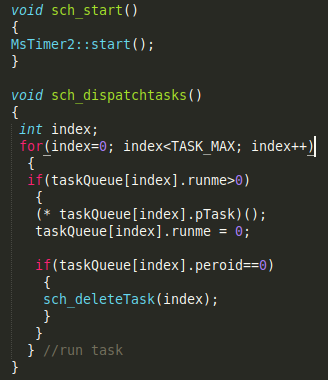 void sch_start()
{
MsTimer2::start();
}

void sch_dispatchtasks()
{
 int index;
 for(index=0; index<TASK_MAX; index++)
  {
  if(taskQueue[index].runme>0)
   {
   (* taskQueue[index].pTask)();
   taskQueue[index].runme = 0;

   if(taskQueue[index].peroid==0)
    {
    sch_deleteTask(index);
    }
   }
  } //run task
}